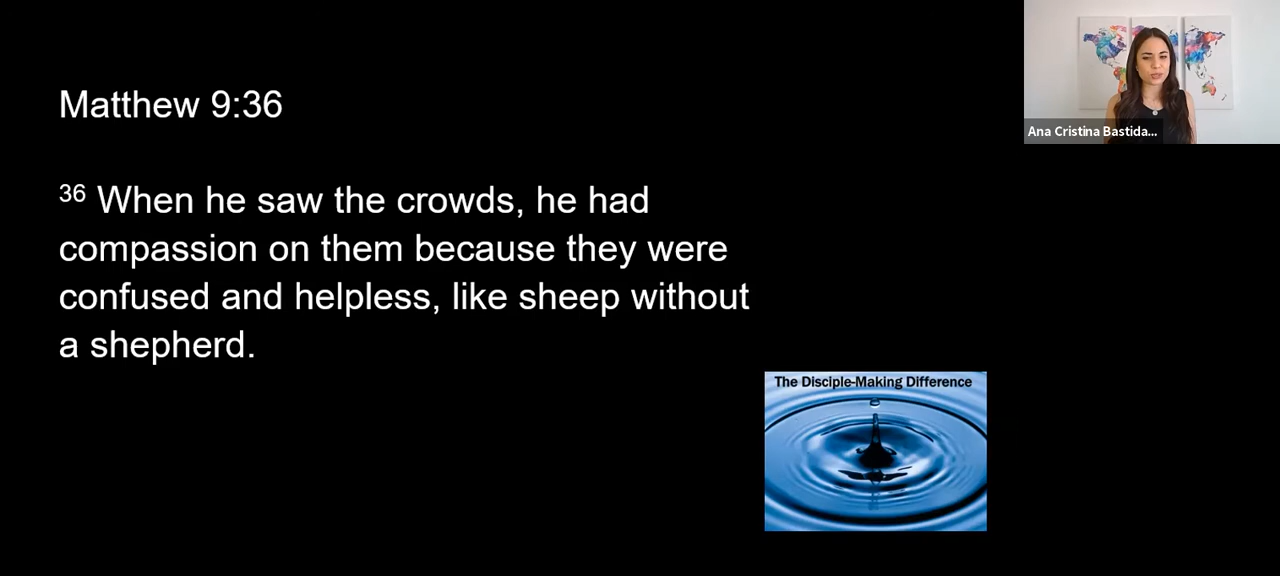 Matthew 9:36
36 When he saw the crowds, he had
compassion on them because they were
confused and helpless, like sheep without
a shepherd.
The Disciple-Making Difference
Ana Cristina Bastida...